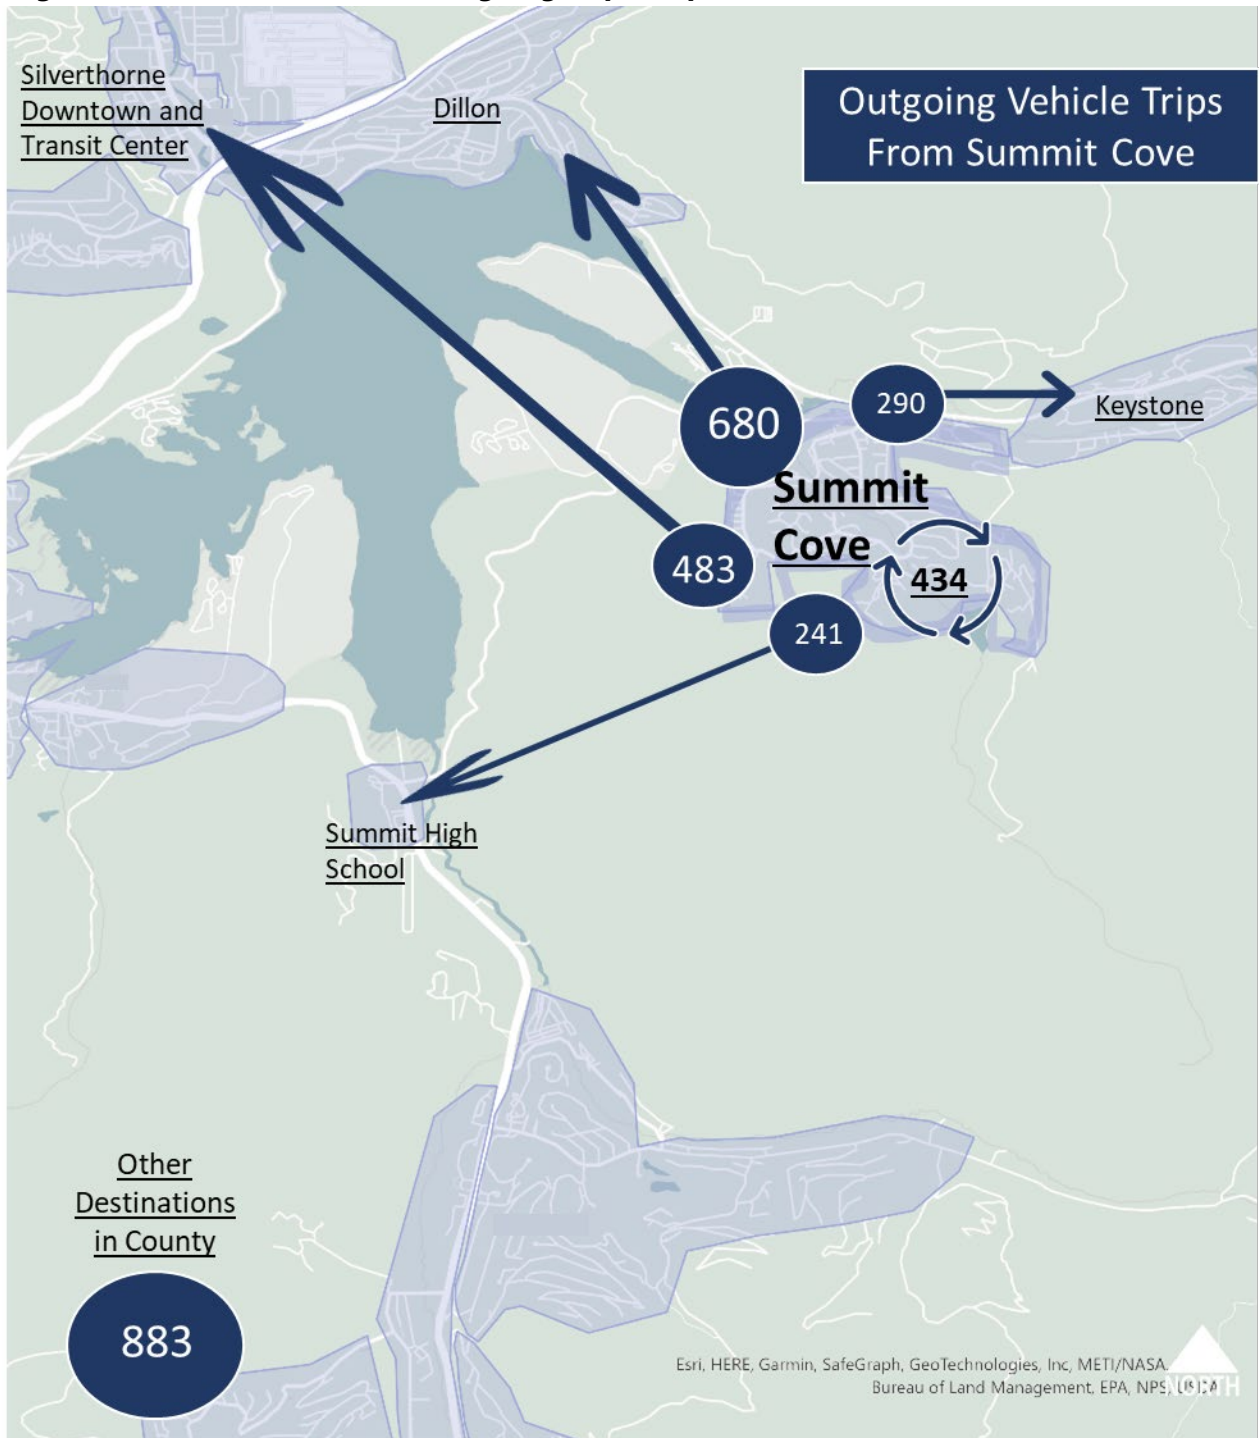 Silverthorne
Downtown and
Transit Center
Dillon
Outgoing Vehicle Trips
From Summit Cove
680
290
Keystone
Summit
Cove
483
434
241
Summit High
School
Other
Destinations
in County
883
Esri, HERE, Garmin, SafeGraph, GeoTechnologies, Inc, METI/NASA.
Bureau of Land Management, EPA, NPS, USDA
NORTH